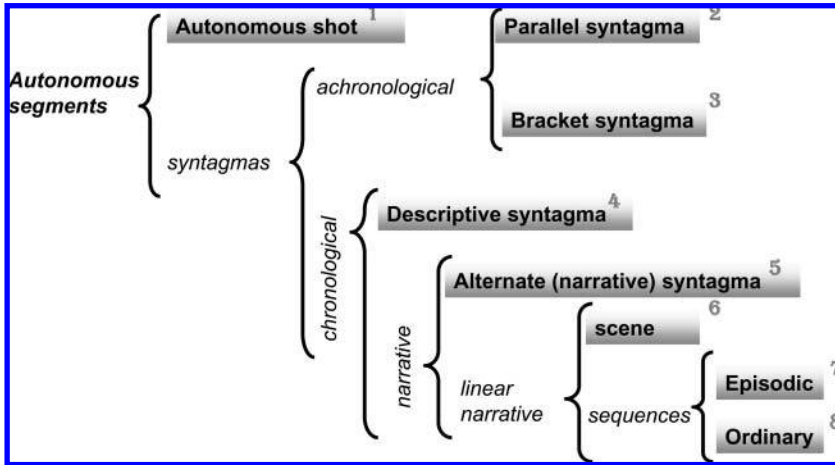 Autonomous shot 1
Parallel syntagma 2
Autonomous
segments
achronological
Bracket syntagma 3
syntagmas
Descriptive syntagma 4
chronological
Alternate (narrative) syntagma 5
scene 6
narrative
linear
narrative
sequences
Episodic 7
Ordinary 8